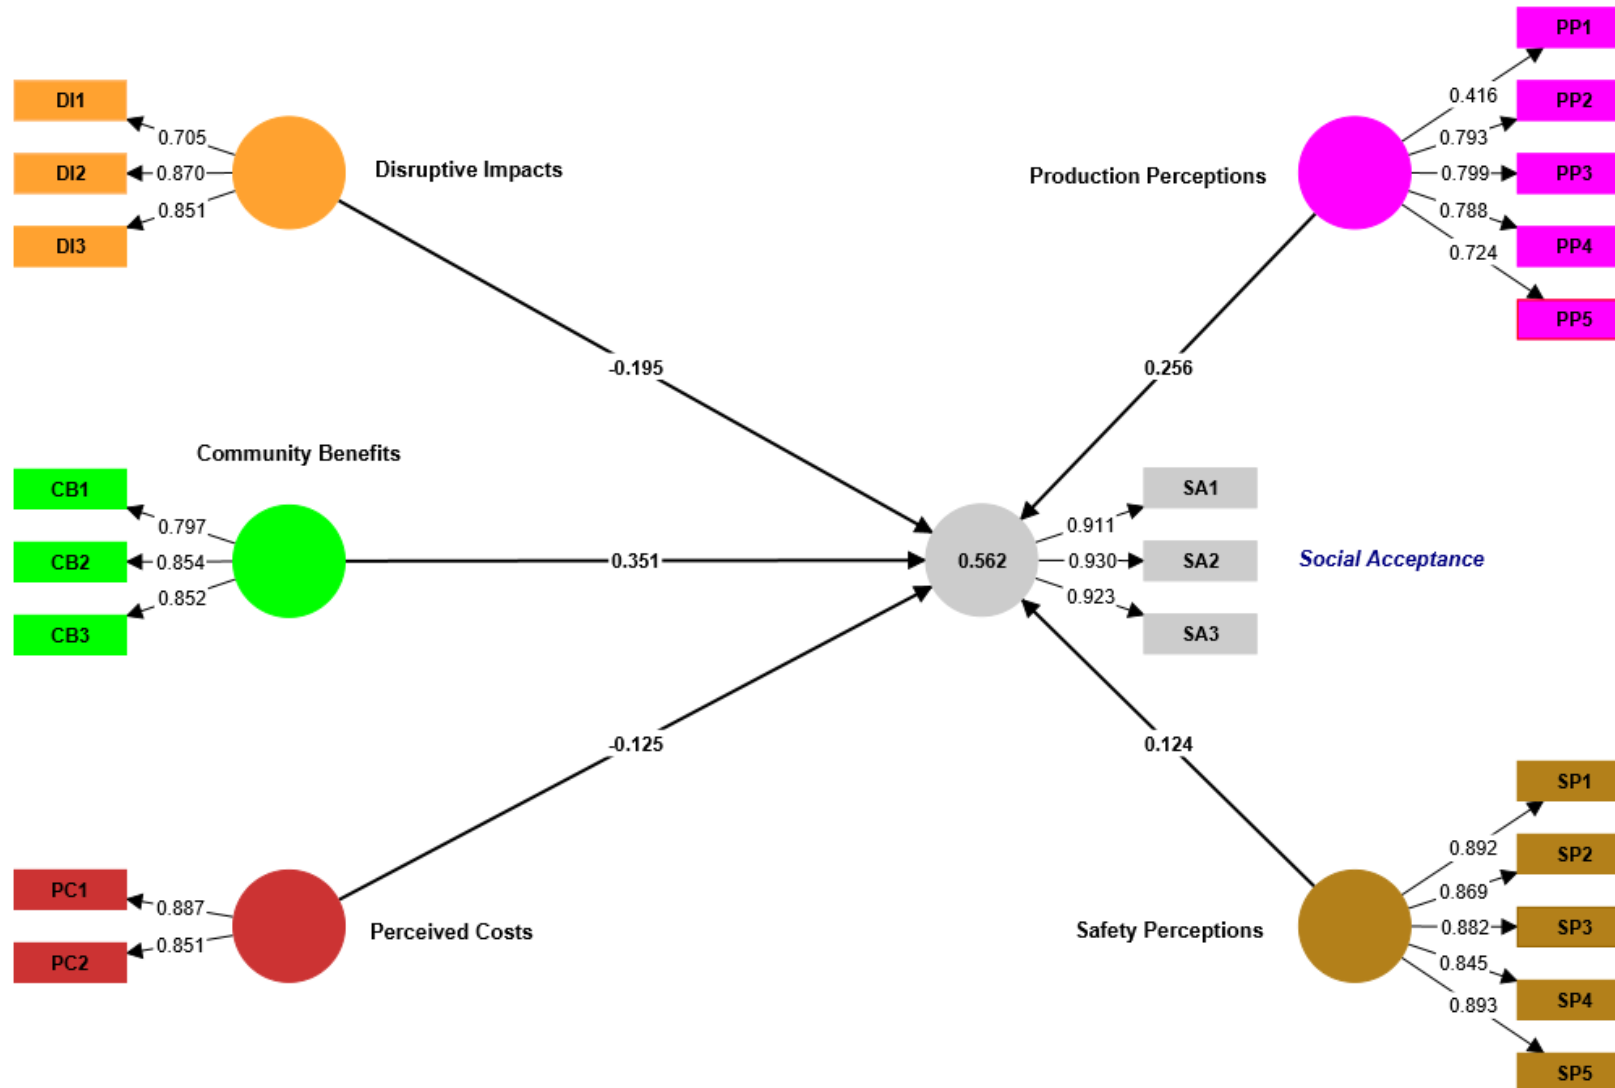 PP1
DI1
0.416
PP2
0.705
0.793
Disruptive Impacts
Production Perceptions
DI2
0.870
0.799
PP3
0.851
0.788
DI3
PP4
0.724
PP5
-0.195
0.256
Community Benefits
CB1
SA1
0.797
0.911
CB2
0.854
0.351
0.562
0.930
SA2
Social Acceptance
0.852
0.923
CB3
SA3
-0.125
0.124
SP1
0.892
SP2
PC1
0.887
0.869
Perceived Costs
Safety Perceptions
0.882
SP3
0.851
PC2
0.845
SP4
0.893
SP5